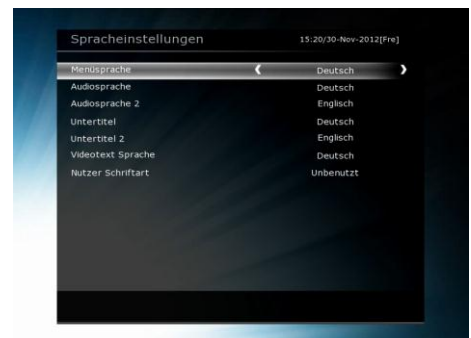 Spracheinstellungen 15:20/30-Nov-2012[Fre]
Menüsprache ❰ Deutsch ❱
Audiosprache Deutsch
Audiosprache 2 Englisch
Untertitel Deutsch
Untertitel 2 Englisch
Videotext Sprache Deutsch
Nutzer Schriftart Unbenutzt